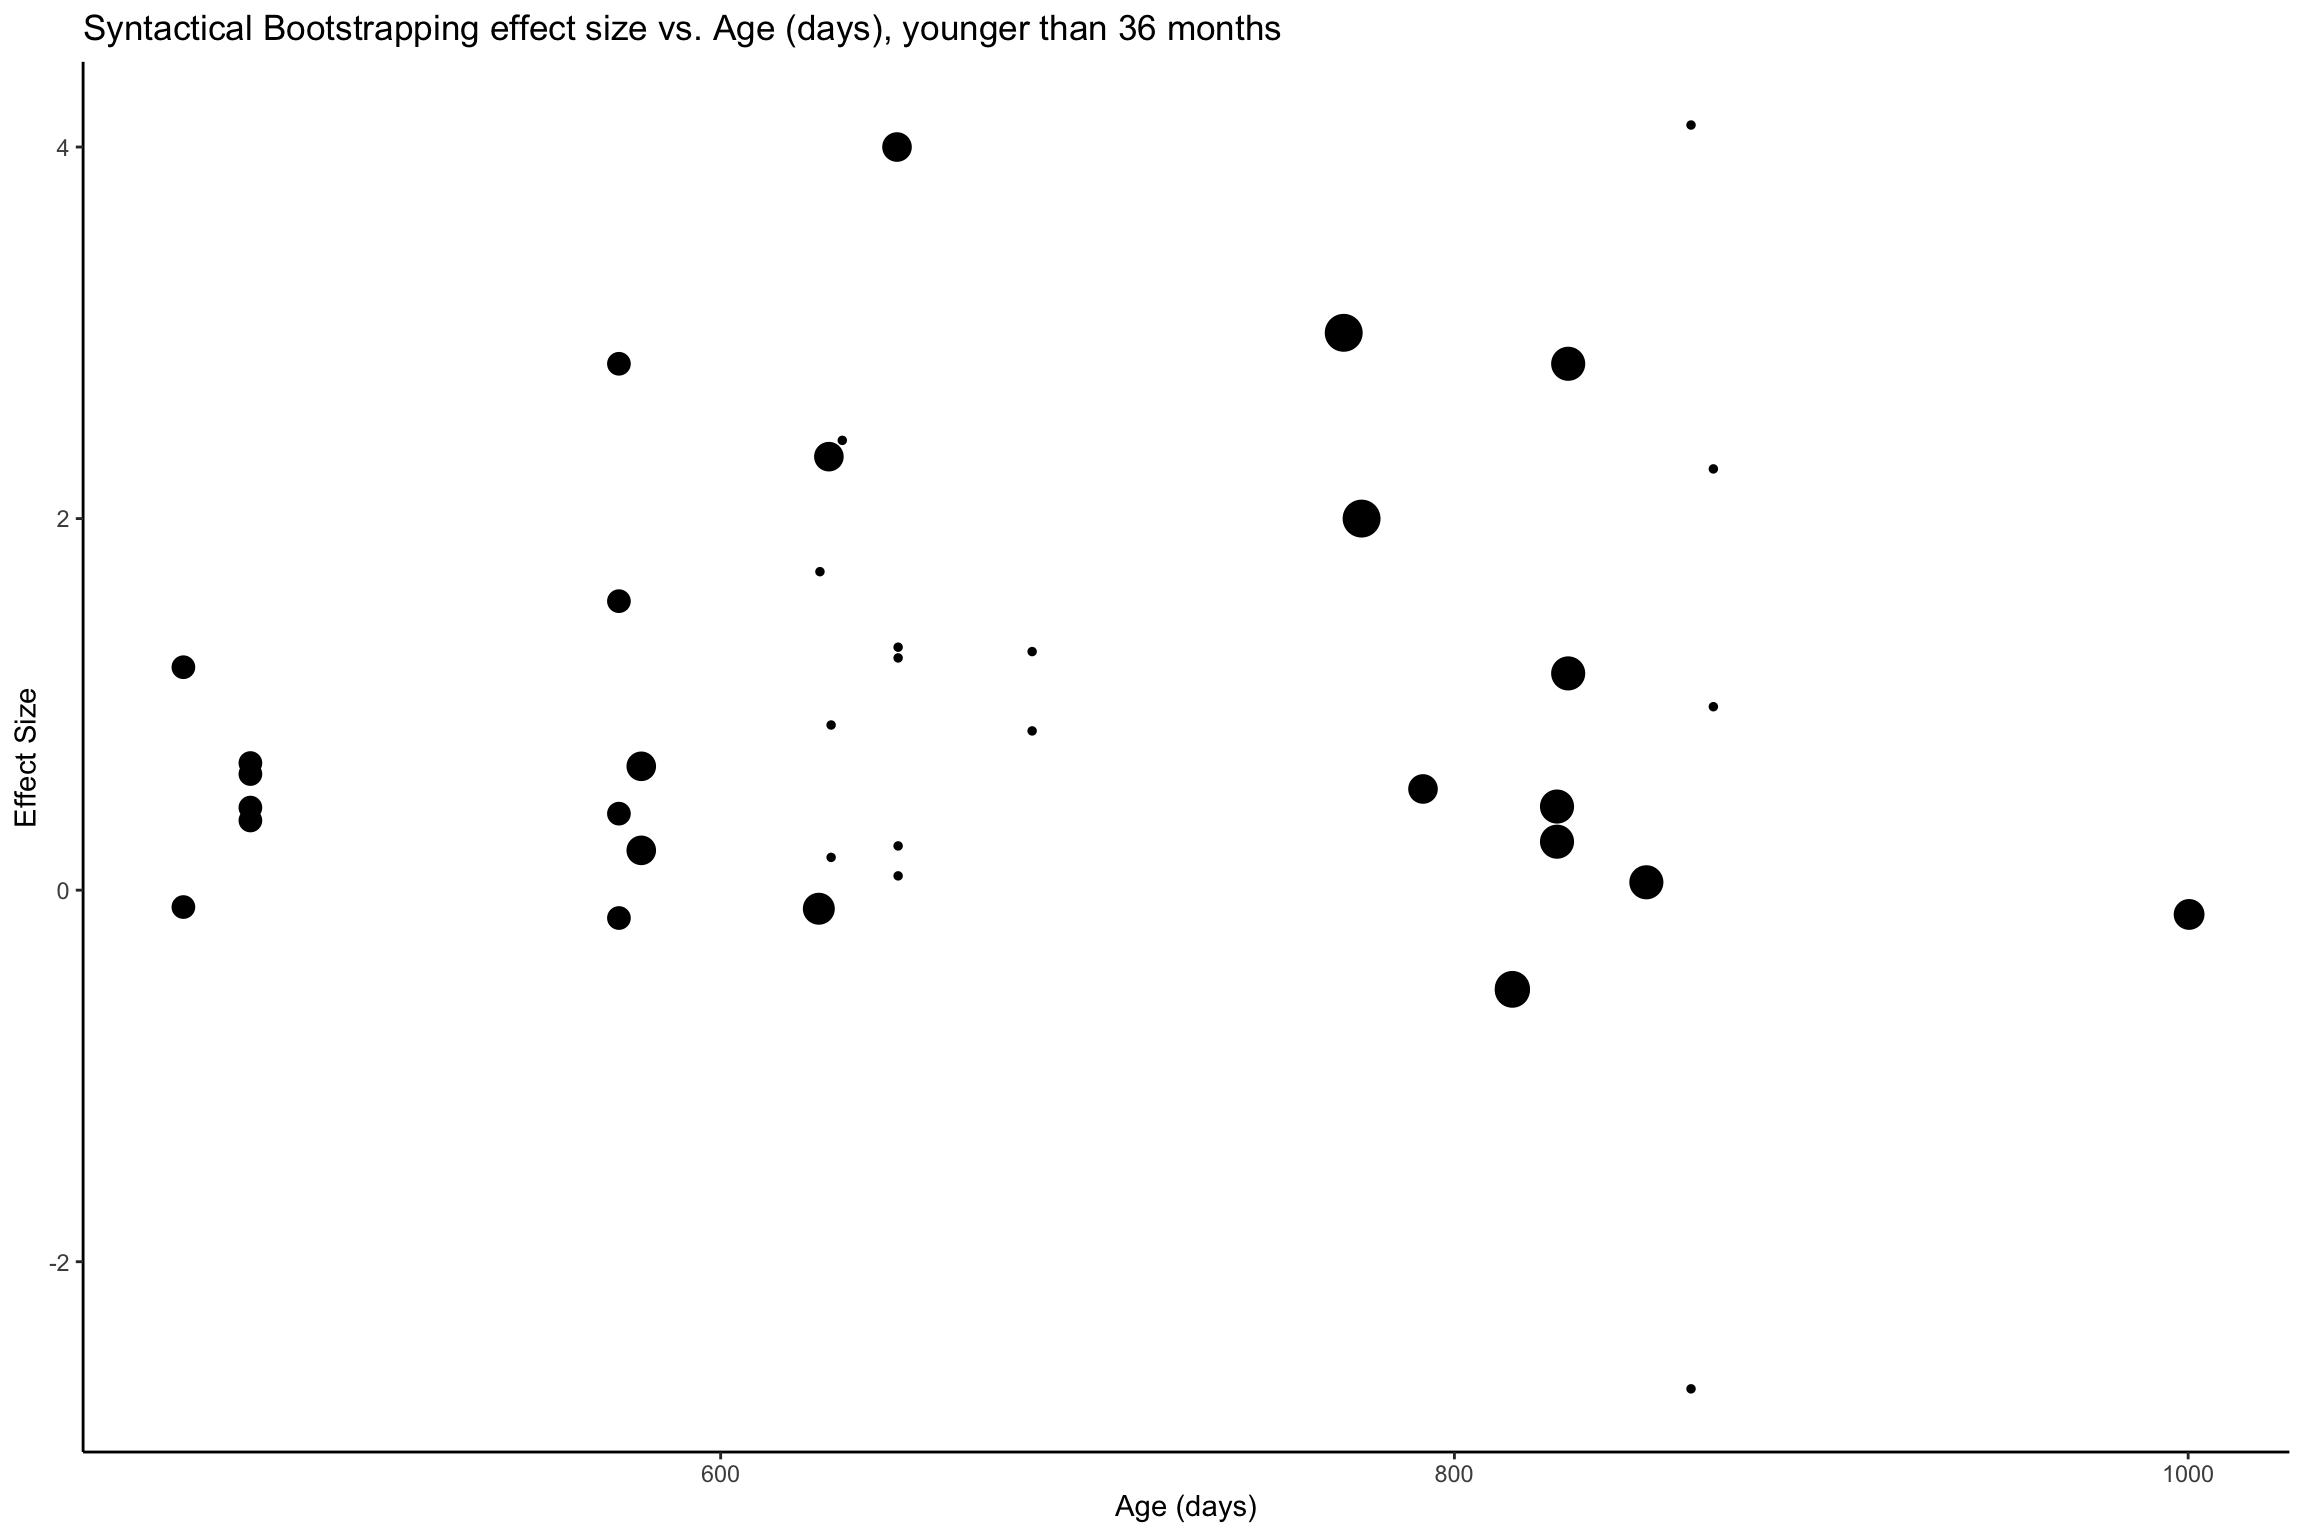 Syntactical Bootstrapping effect size vs. Age (days), younger than 36 months
4
2
0
-2
Effect Size
600
800
1000
Age (days)